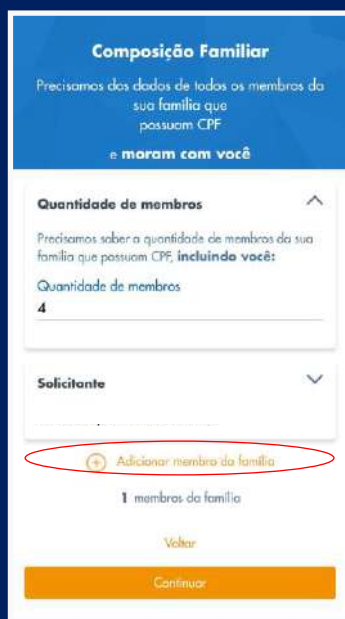 Composição Familiar
Precisamos dos dados de todos os membros da
sua família que
possuam CPF
e moram com você
Quantidade de membros
Precisamos saber a quantidade de membros da sua
família que possuam CPF, incluindo você:
Quantidade de membros
4
Solicitante
Adicionar membro da família
1 membros da família
Voltar
Continuar